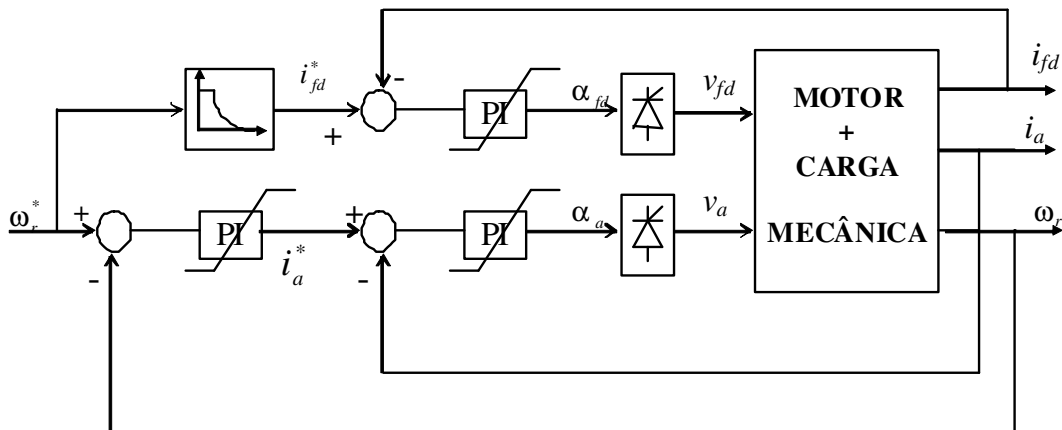 i*fd
-
+
PI
αfd
vfd
MOTOR
+
CARGA
MECÂNICA
ifd
ia
ωr
ω*r
+
-
PI
i*a
+
-
PI
αa
va